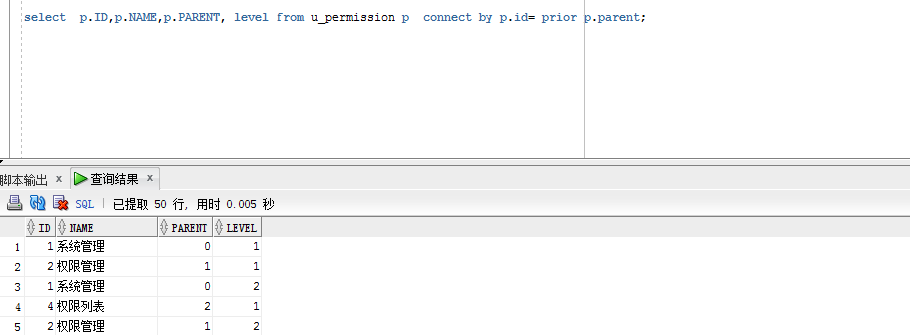 select  p.ID,p.NAME,p.PARENT, level from u_permission p  connect by p.id= prior p.parent;
脚本输出 x 查询结果 x
SQL 已提取 50 行, 用时 0.005 秒
ID NAME PARENT LEVEL
1 1 系统管理 0 1
2 2 权限管理 1 1
3 1 系统管理 0 2
4 4 权限列表 2 1
5 2 权限管理 1 2